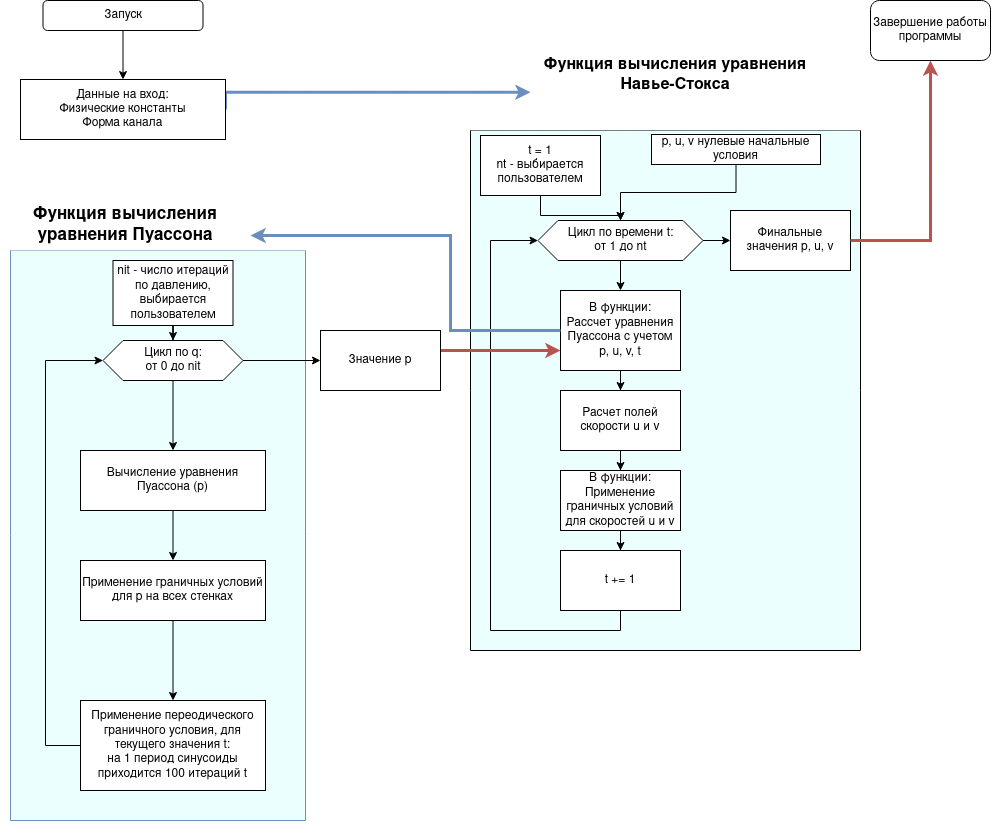 Запуск
Данные на вход:
Физические константы
Форма канала
Функция вычисления уравнения
Навье-Стокса
Завершение работы
программы
t = 1
nt - выбирается
пользователем
p, u, v нулевые начальные
условия
Цикл по времени t:
от 1 до nt
Финальные
значения p, u, v
В функции:
Рассчет уравнения
Пуассона с учетом
p, u, v, t
Расчет полей
скорости u и v
В функции:
Применение
граничных условий
для скоростей u и v
t += 1
Функция вычисления
уравнения Пуассона
nit - число итераций
по давлению,
выбирается
пользователем
Цикл по q:
от 0 до nit
Значение p
Вычисление уравнения
Пуассона (p)
Применение граничных условий
для p на всех стенках
Применение переодического
граничного условия, для
текущего значения t:
на 1 период синусоиды
приходится 100 итераций t